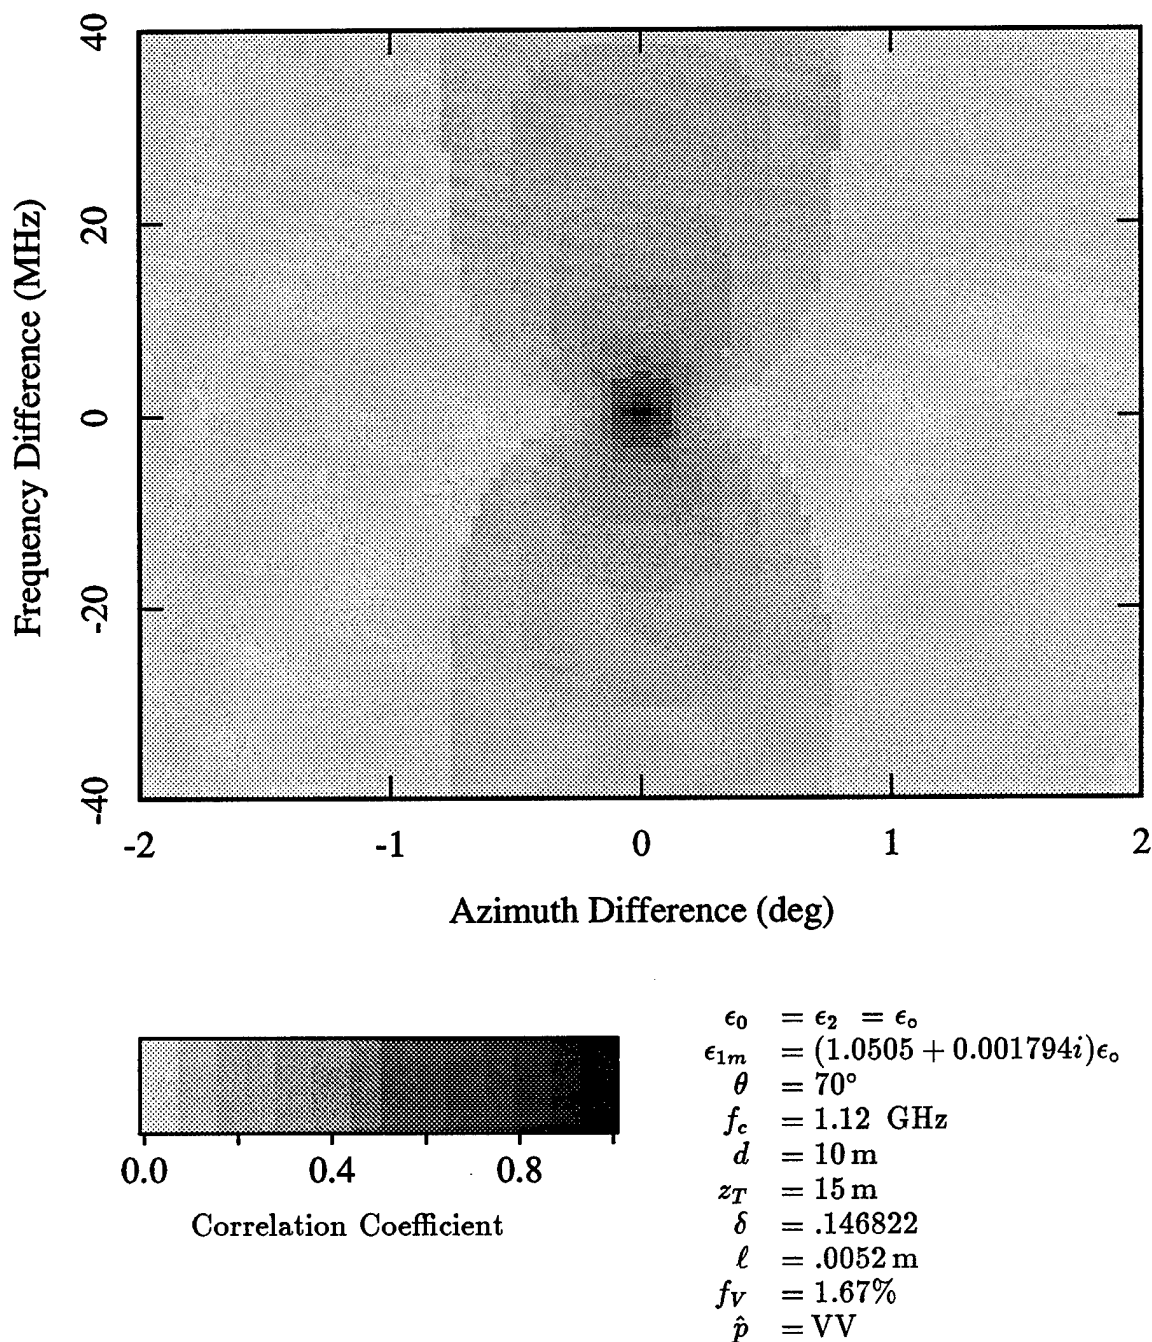 40
20
0
-20
-40
Frequency Difference (MHz)
-2 -1 0 1 2
Azimuth Difference (deg)
0.0 0.4 0.8
Correlation Coefficient
ϵ₀ = ϵ₂ = ϵ∘
ϵ₁ₘ = (1.0505 + 0.001794i)ϵ∘
θ = 70°
f_c = 1.12 GHz
d = 10 m
z_T = 15 m
δ = .146822
ℓ = .0052 m
f_V = 1.67%
p̂ = VV